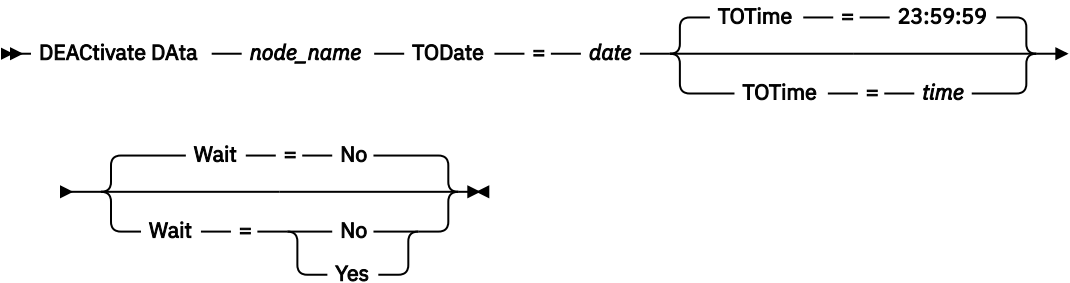 TOTime = 23:59:59
DEACtivate DAta node_name TODate = date
TOTime = time
Wait = No
Wait = No
Yes